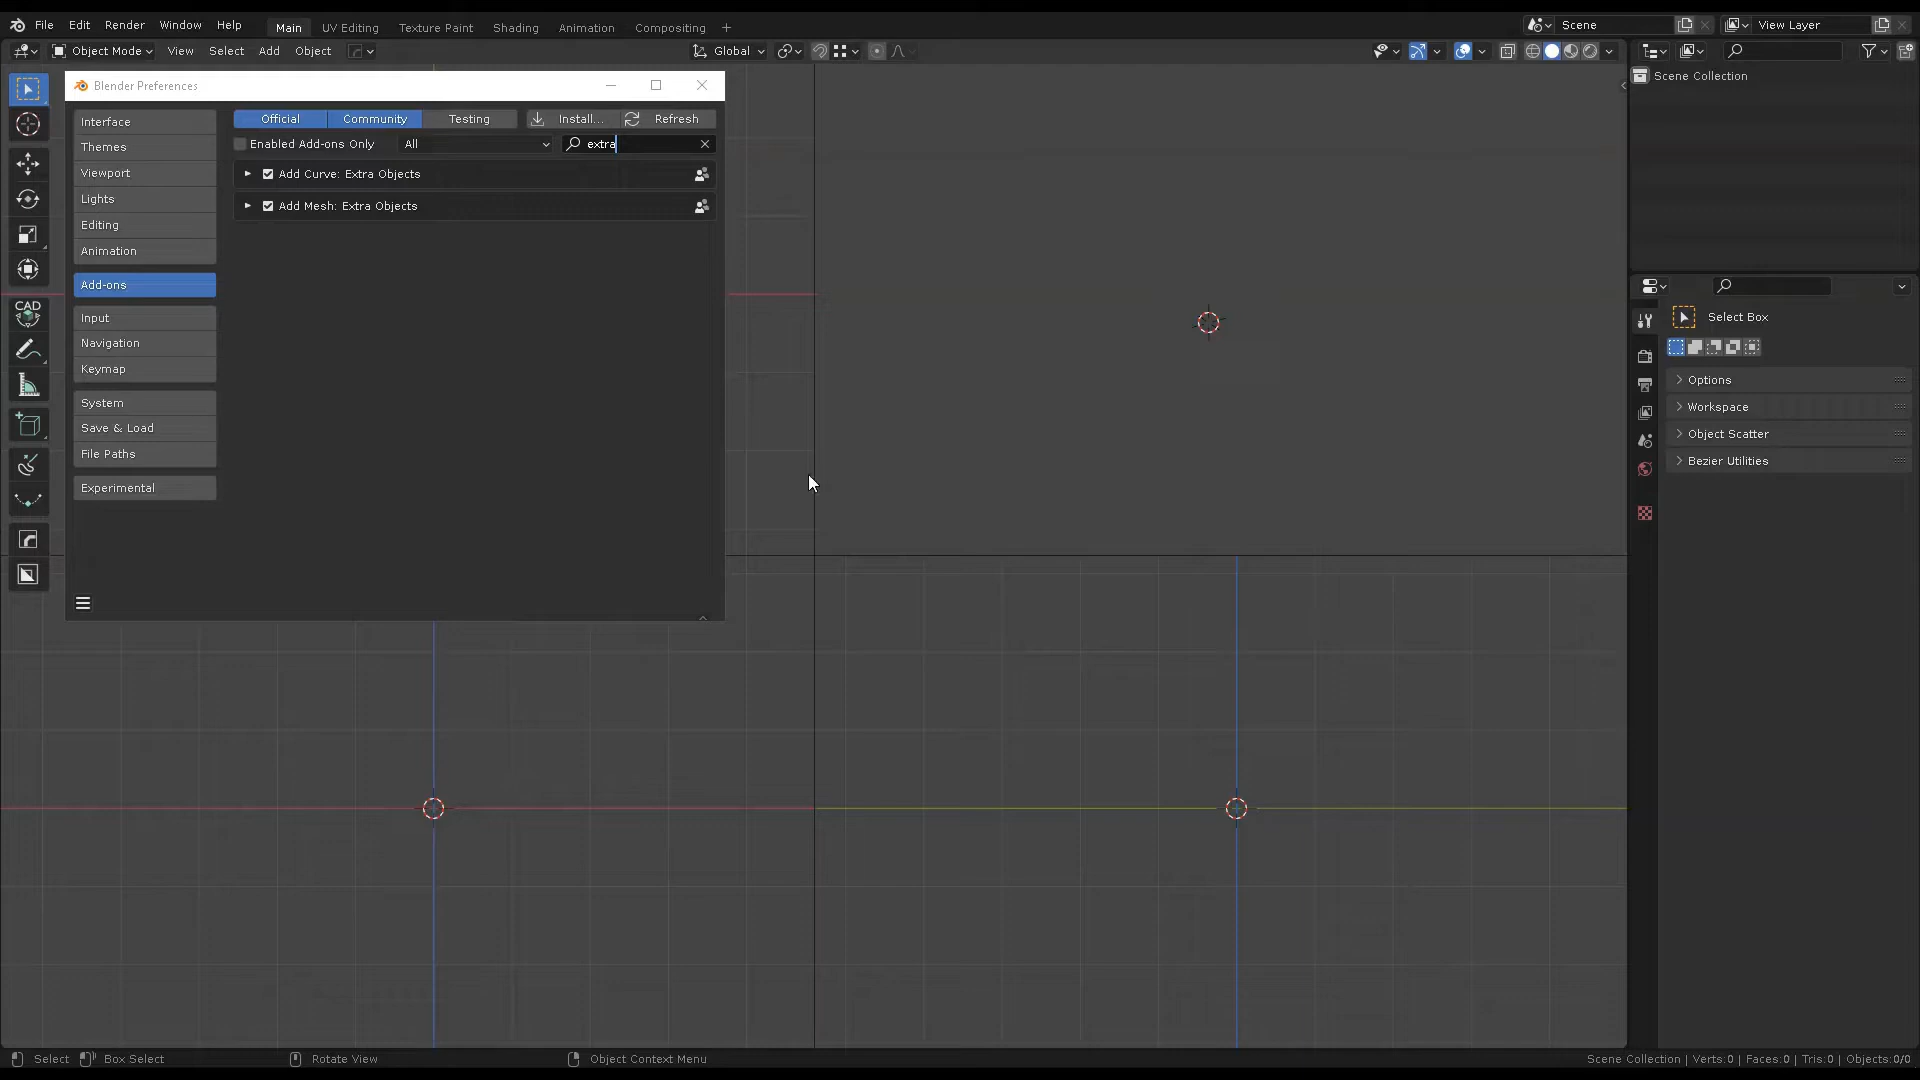 File Edit Render Window Help Main UV Editing Texture Paint Shading Animation Compositing + Scene View Layer
Object Mode View Select Add Object Global
Scene Collection
Blender Preferences
Interface
Themes
Viewport
Lights
Editing
Animation
Add-ons
Input
Navigation
Keymap
System
Save & Load
File Paths
Experimental
Official Community Testing Install... Refresh
Enabled Add-ons Only All extra
Add Curve: Extra Objects
Add Mesh: Extra Objects
CAD
Select Box
Options
Workspace
Object Scatter
Bezier Utilities
Select Box Select Rotate View Object Context Menu Scene Collection | Verts:0 | Faces:0 | Tris:0 | Objects:0/0